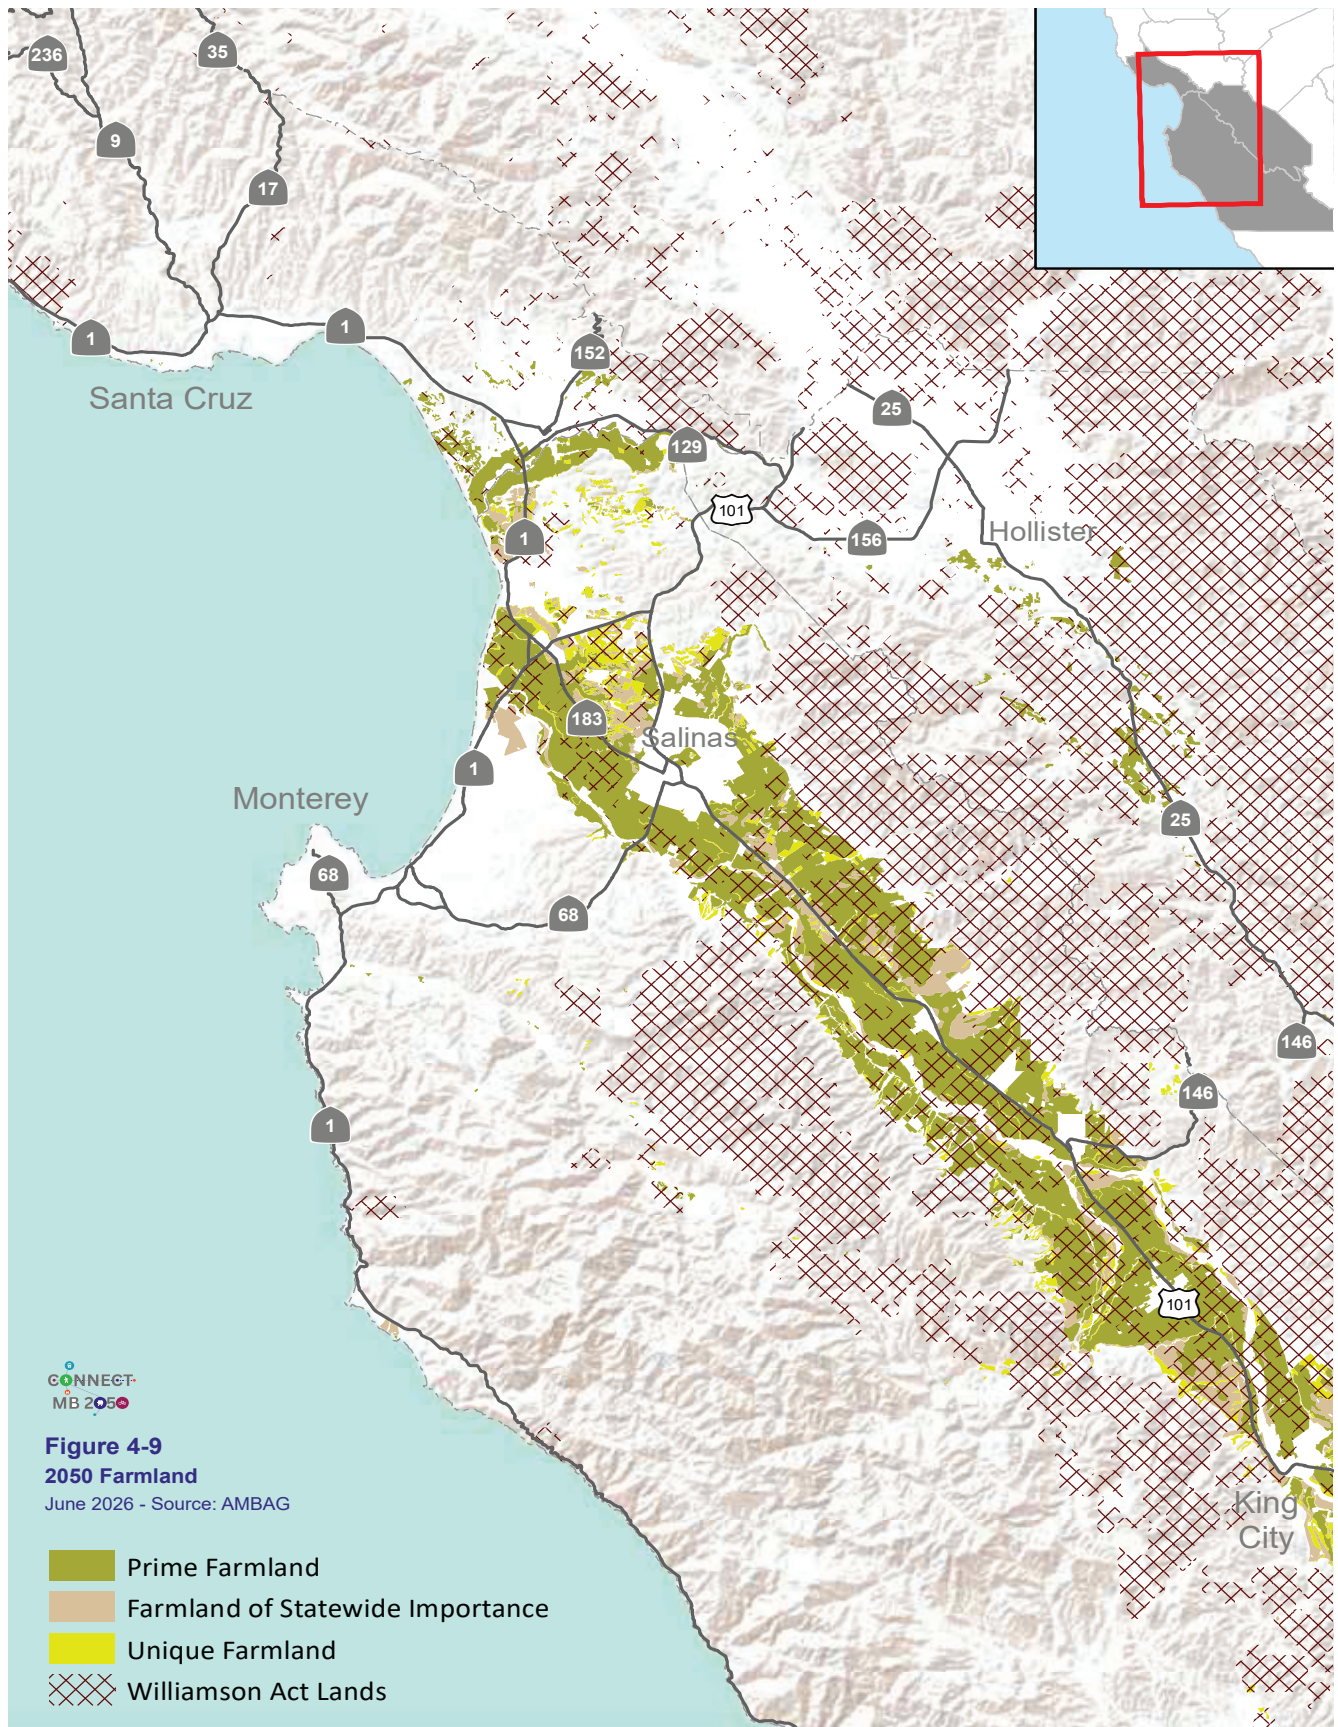 236
35
9
17
1
1
152
Santa Cruz
25
129
101
1
156
Hollister
183
Salinas
1
Monterey
25
68
68
146
146
1
101
CONNECT
MB 2050
Figure 4-9
2050 Farmland
June 2026 - Source: AMBAG
King
City
Prime Farmland
Farmland of Statewide Importance
Unique Farmland
Williamson Act Lands